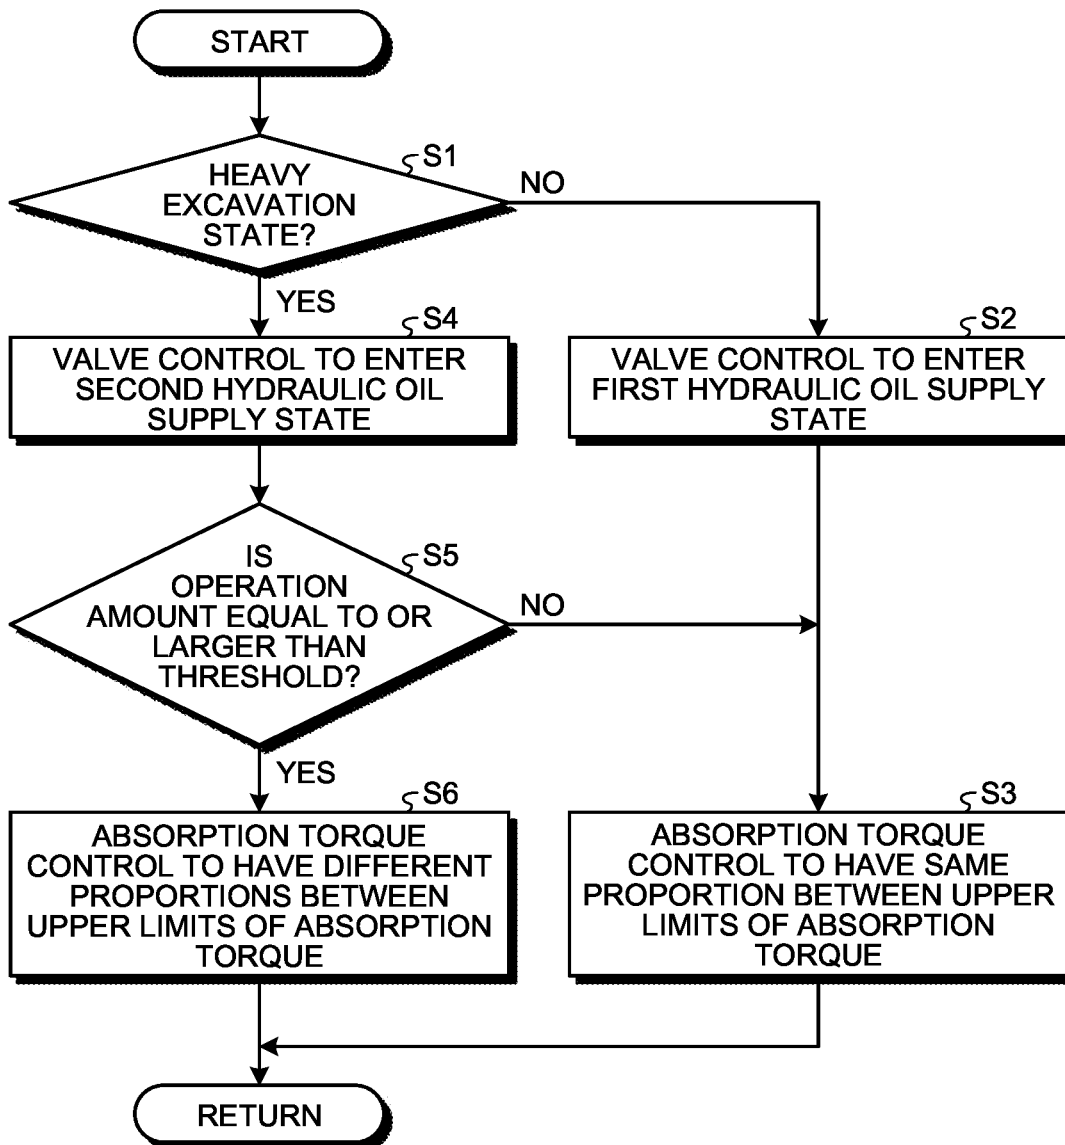 START
S1
HEAVY
EXCAVATION
STATE?
NO
YES
S4
VALVE CONTROL TO ENTER
SECOND HYDRAULIC OIL
SUPPLY STATE
S2
VALVE CONTROL TO ENTER
FIRST HYDRAULIC OIL SUPPLY
STATE
S5
IS
OPERATION
AMOUNT EQUAL TO OR
LARGER THAN
THRESHOLD?
NO
YES
S6
ABSORPTION TORQUE
CONTROL TO HAVE DIFFERENT
PROPORTIONS BETWEEN
UPPER LIMITS OF ABSORPTION
TORQUE
S3
ABSORPTION TORQUE
CONTROL TO HAVE SAME
PROPORTION BETWEEN UPPER
LIMITS OF ABSORPTION
TORQUE
RETURN